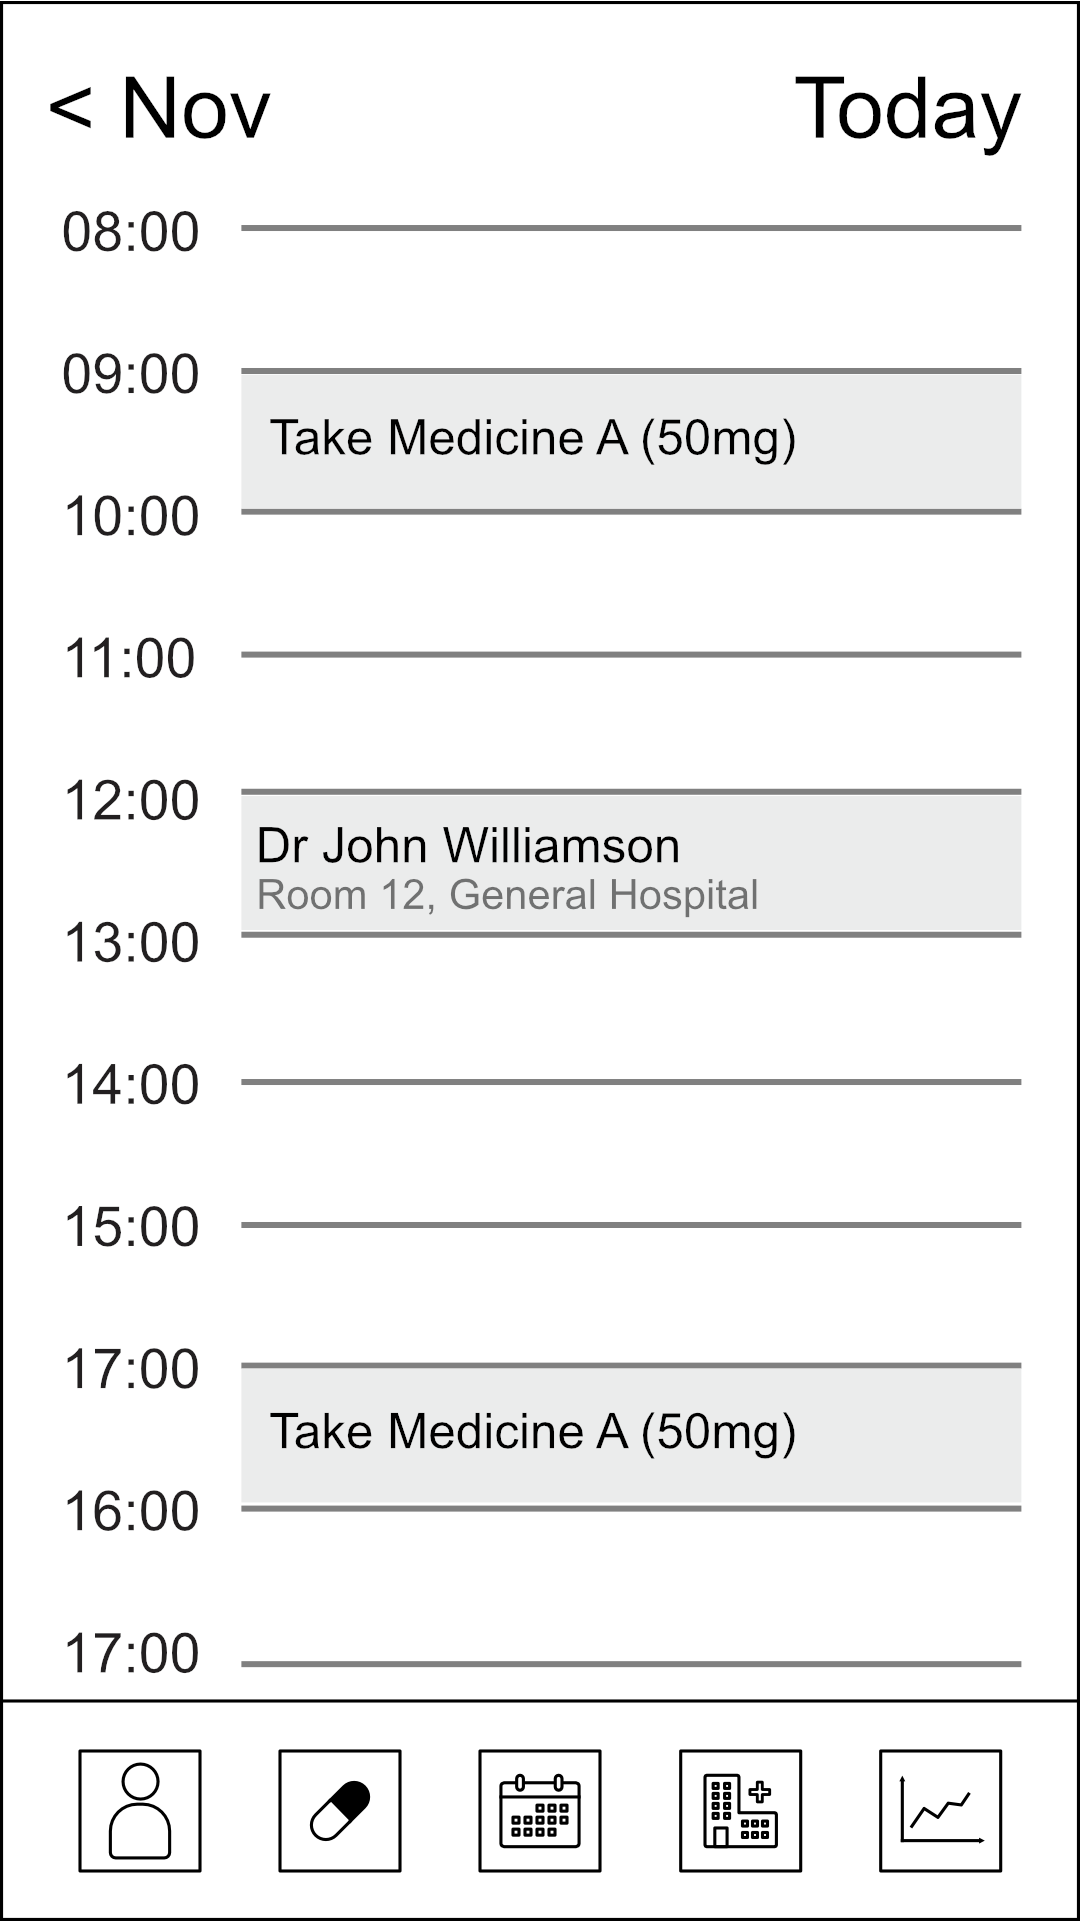 < Nov Today
08:00
09:00
Take Medicine A (50mg)
10:00
11:00
12:00
Dr John Williamson
Room 12, General Hospital
13:00
14:00
15:00
17:00
Take Medicine A (50mg)
16:00
17:00